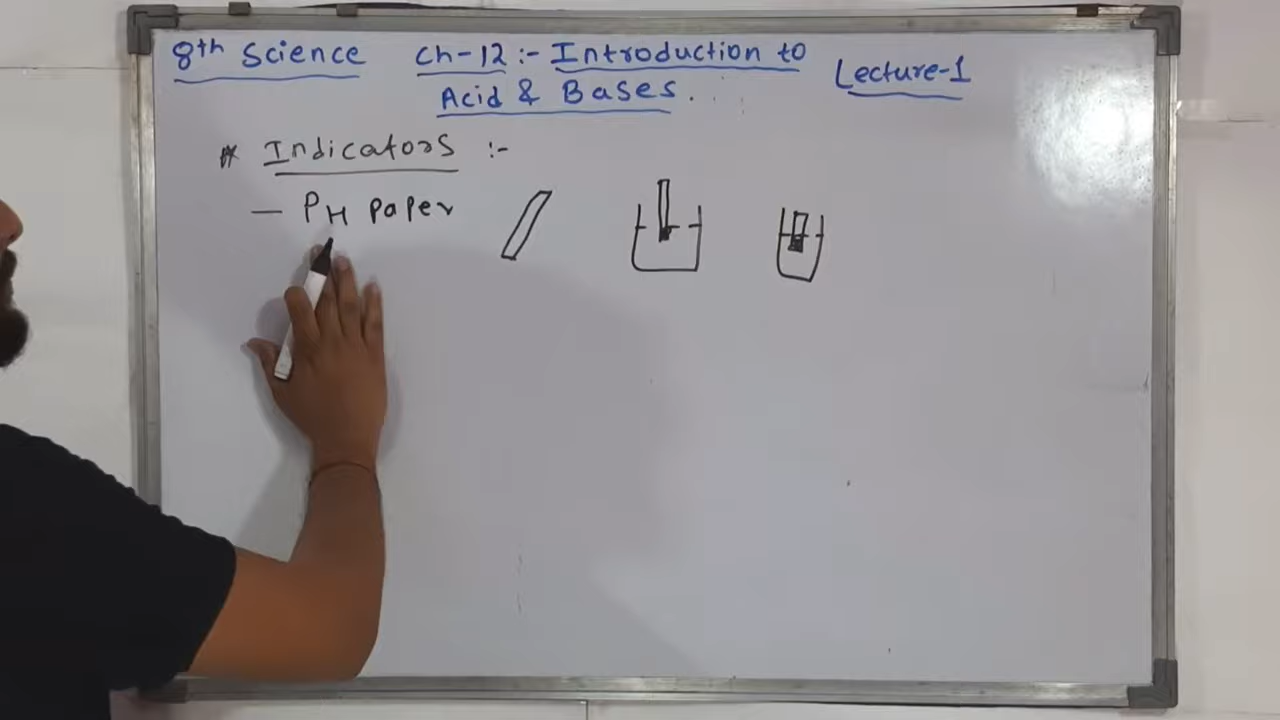 8th Science Ch-12 :- Introduction to Acid & Bases. Lecture-1
* Indicators :-
— PH Paper